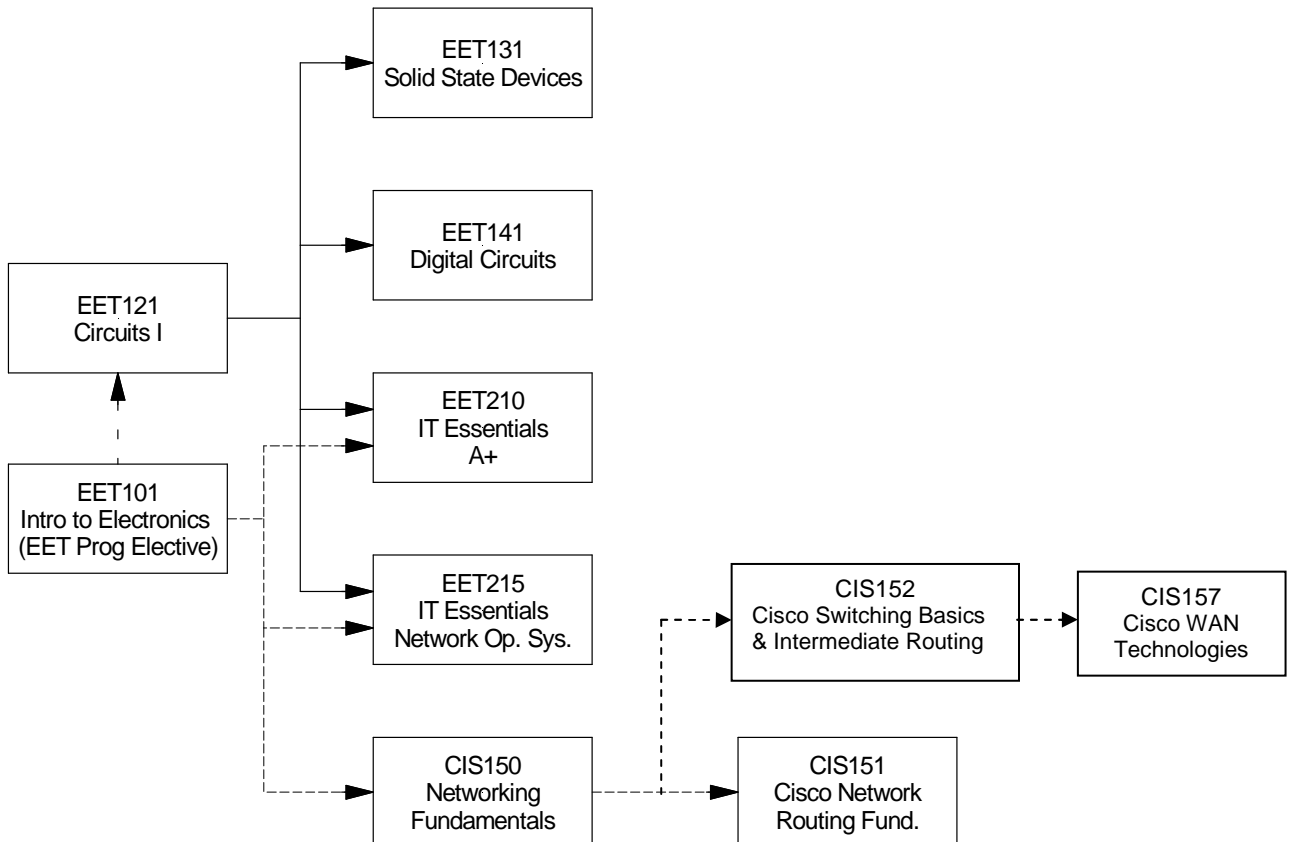 EET131
Solid State Devices
EET141
Digital Circuits
EET121
Circuits I
EET210
IT Essentials
A+
EET101
Intro to Electronics
(EET Prog Elective)
EET215
IT Essentials
Network Op. Sys.
CIS152
Cisco Switching Basics
& Intermediate Routing
CIS157
Cisco WAN
Technologies
CIS150
Networking
Fundamentals
CIS151
Cisco Network
Routing Fund.